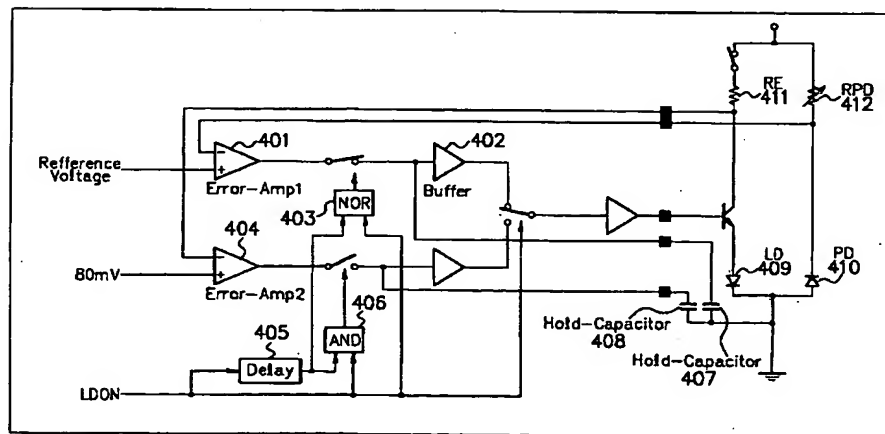 RE
411
RPD
412
401
402
Refference
Voltage
Error-Amp1
Buffer
403
NOR
404
LD
409
PD
410
80mV
Error-Amp2
406
405
AND
Hold-Capacitor
408
Delay
Hold-Capacitor
407
LDON